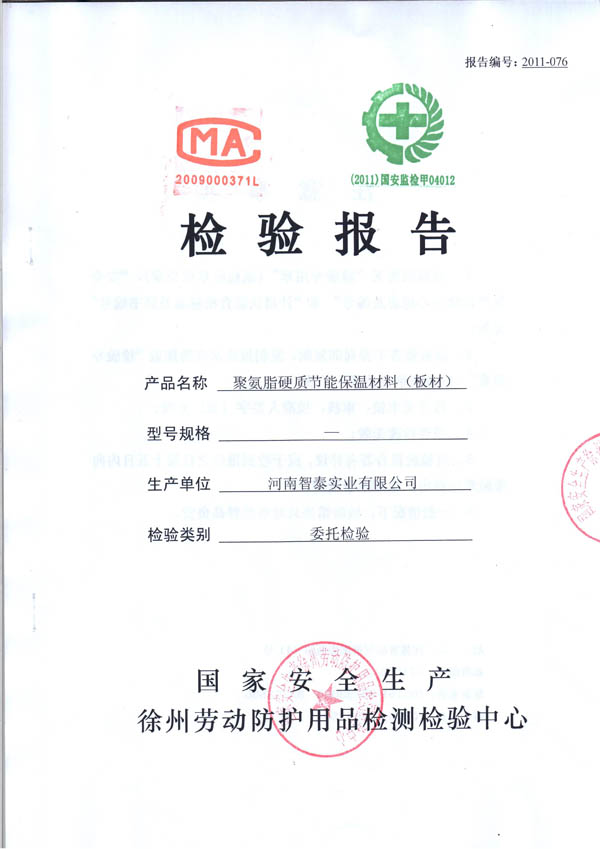 报告编号：2011-076
CMA
2009000371L
(2011)国安监检甲04012
检验报告
产品名称 聚氨脂硬质节能保温材料（板材）
型号规格 —
生产单位 河南智泰实业有限公司
检验类别 委托检验
国家安全生产
徐州劳动防护用品检测检验中心